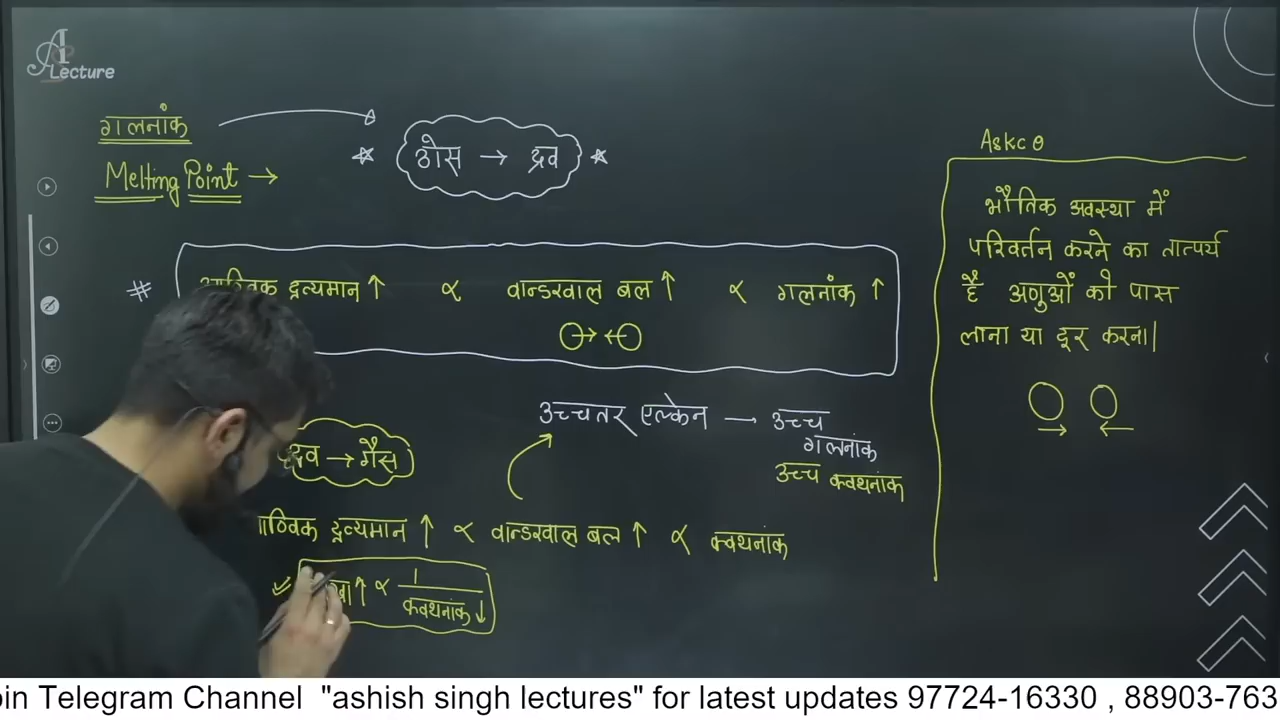 A
Lecture
गलनांक
Melting Point →
* ठोस → द्रव *
# द्रव्यमान ↑ ∝ वान्डरवाल बल ↑ ∝ गलनांक ↑
उच्चतर एल्केन — उच्च
गलनांक
उच्च क्वथनांक
द्रव → गैस
द्रव्यमान ↑ ∝ वान्डरवाल बल ↑ ∝ क्वथनांक
↑ ∝ 1
क्वथनांक ↓
भौतिक अवस्था में
परिवर्तन करने का तात्पर्य
है अणुओं को पास
लाना या दूर करना।
Telegram Channel "ashish singh lectures" for latest updates 97724-16330 , 88903-763